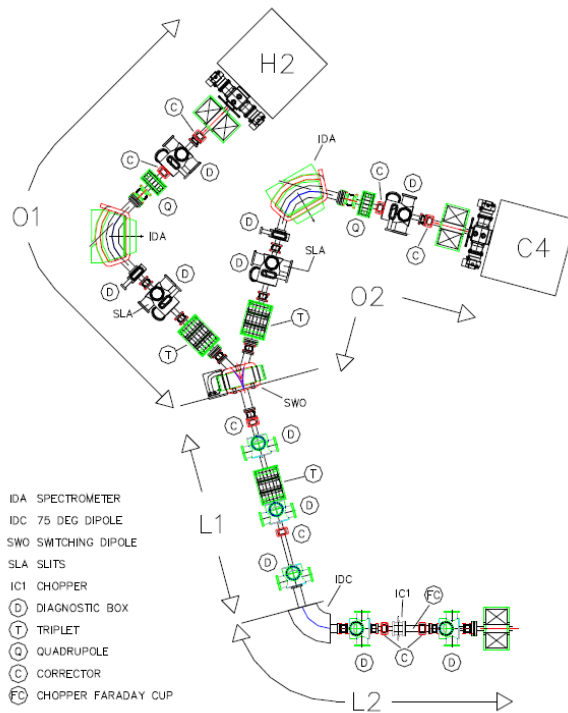 H2
C
C
D
O1
Q
IDA
D
D
SLA
T
IDA
C
D
D
Q
C
C4
D
SLA
O2
T
SWO
C
D
T
L1
D
C
D
IDC
IC1
FC
D
C
D
L2
IDA SPECTROMETER
IDC 75 DEG DIPOLE
SWO SWITCHING DIPOLE
SLA SLITS
IC1 CHOPPER
D DIAGNOSTIC BOX
T TRIPLET
Q QUADRUPOLE
C CORRECTOR
FC CHOPPER FARADAY CUP